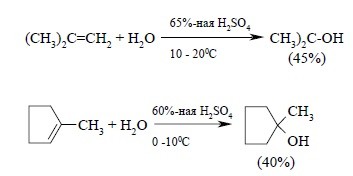 65%-ная H₂SO₄
(CH₃)₂C=CH₂ + H₂O CH₃)₂C-OH
10 - 20⁰C (45%)
60%-ная H₂SO₄ CH₃
CH₃ + H₂O
0 -10⁰C OH
(40%)